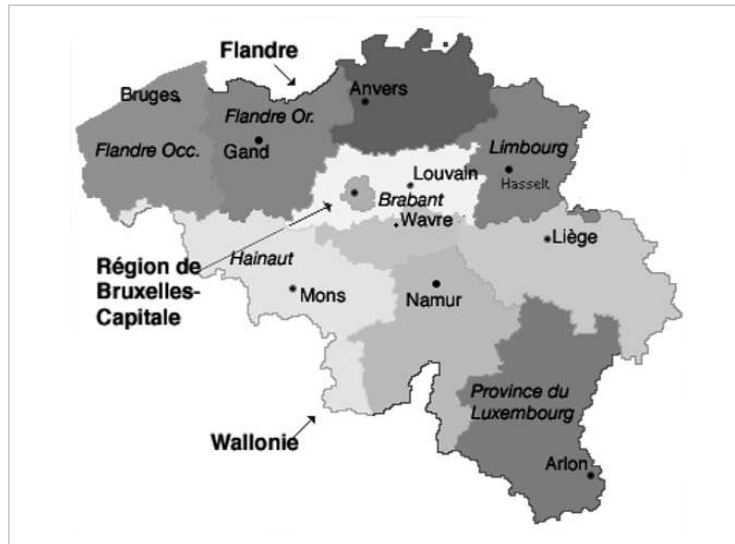 Flandre
Bruges
Anvers
Flandre Or.
Flandre Occ.
Gand
Limbourg
Louvain
Hasselt
Brabant
Wavre
Hainaut
Liège
Région de
Bruxelles-
Capitale
Mons
Namur
Province du
Luxembourg
Wallonie
Arlon